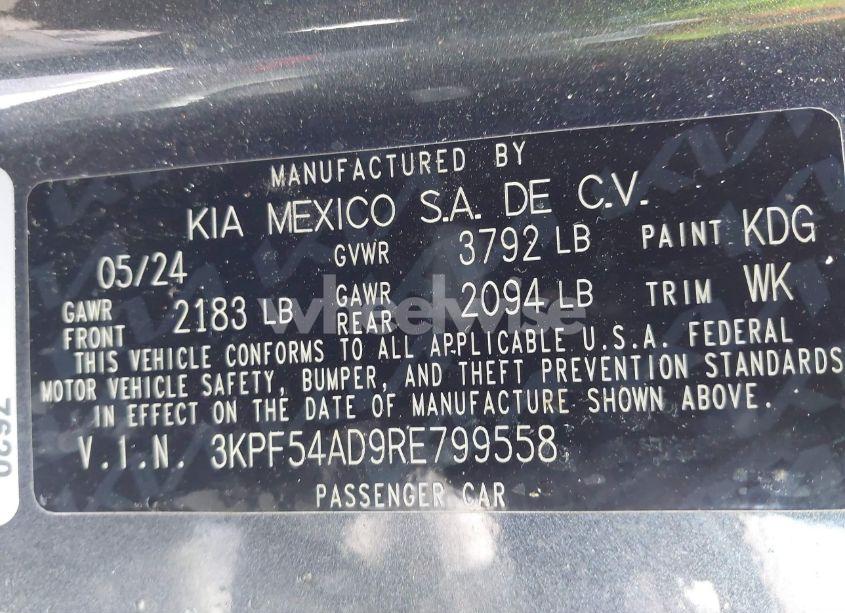 MANUFACTURED BY
KIA MEXICO S.A. DE C.V.
05/24 GVWR 3792 LB PAINT KDG
GAWR FRONT 2183 LB GAWR REAR 2094 LB TRIM WK
THIS VEHICLE CONFORMS TO ALL APPLICABLE U.S.A. FEDERAL
MOTOR VEHICLE SAFETY, BUMPER, AND THEFT PREVENTION STANDARDS
IN EFFECT ON THE DATE OF MANUFACTURE SHOWN ABOVE.
V.I.N. 3KPF54AD9RE799558
PASSENGER CAR
wheelwise